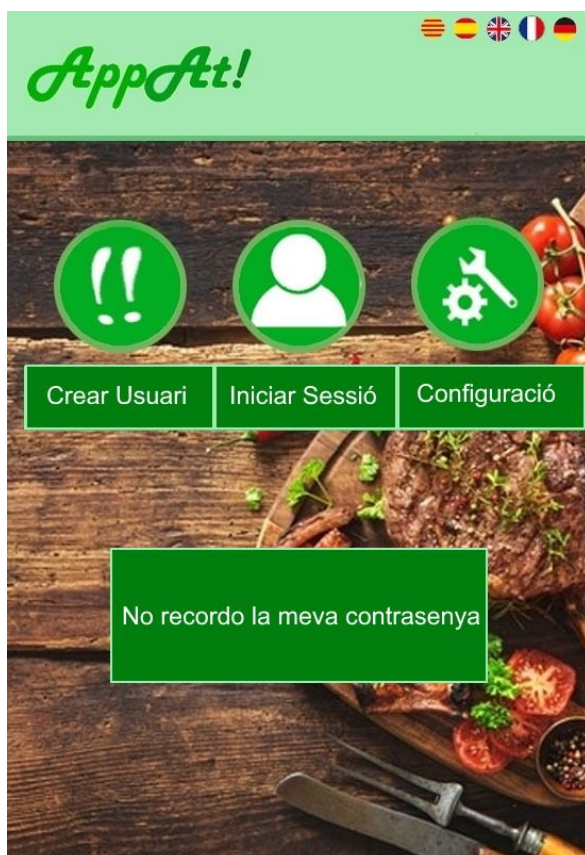 AppAt!
Crear Usuari
Iniciar Sessió
Configuració
No recordo la meva contrasenya